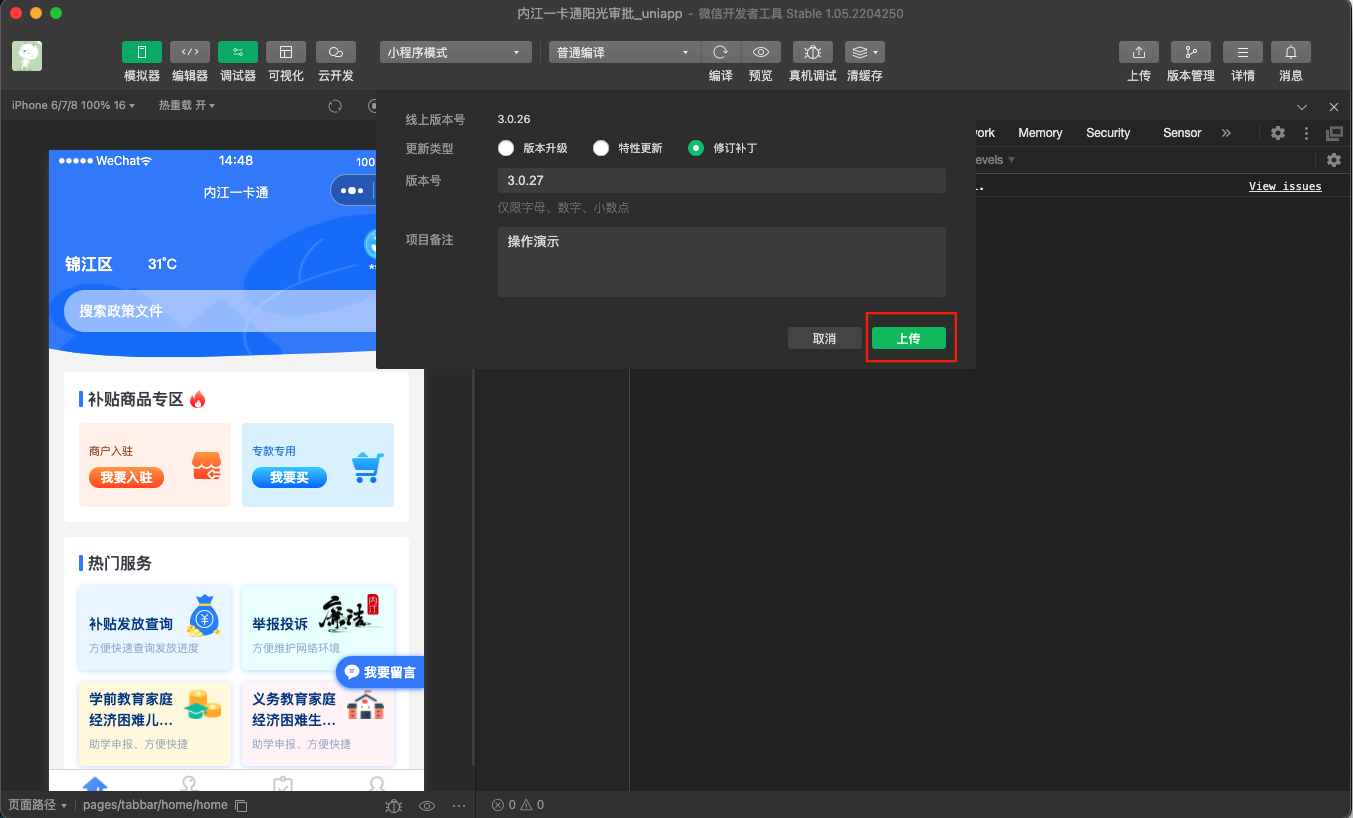 内江一卡通阳光审批_uniapp - 微信开发者工具 Stable 1.05.2204250
模拟器
编辑器
调试器
可视化
云开发
小程序模式
普通编译
编译
预览
真机调试
清缓存
上传
版本管理
详情
消息
iPhone 6/7/8 100% 16
热重载 开
线上版本号
3.0.26
更新类型
版本升级
特性更新
修订补丁
版本号
3.0.27
仅限字母、数字、小数点
项目备注
操作演示
取消
上传
ork
Memory
Security
Sensor
evels
View issues
WeChat
14:48
100
内江一卡通
锦江区
31℃
搜索政策文件
补贴商品专区
商户入驻
我要入驻
专款专用
我要买
热门服务
补贴发放查询
方便快速查询发放进度
举报投诉
方便维护网络环境
廉洁
内江
我要留言
学前教育家庭
经济困难儿...
助学申报、方便快捷
义务教育家庭
经济困难生...
助学申报、方便快捷
页面路径
pages/tabbar/home/home
0
0